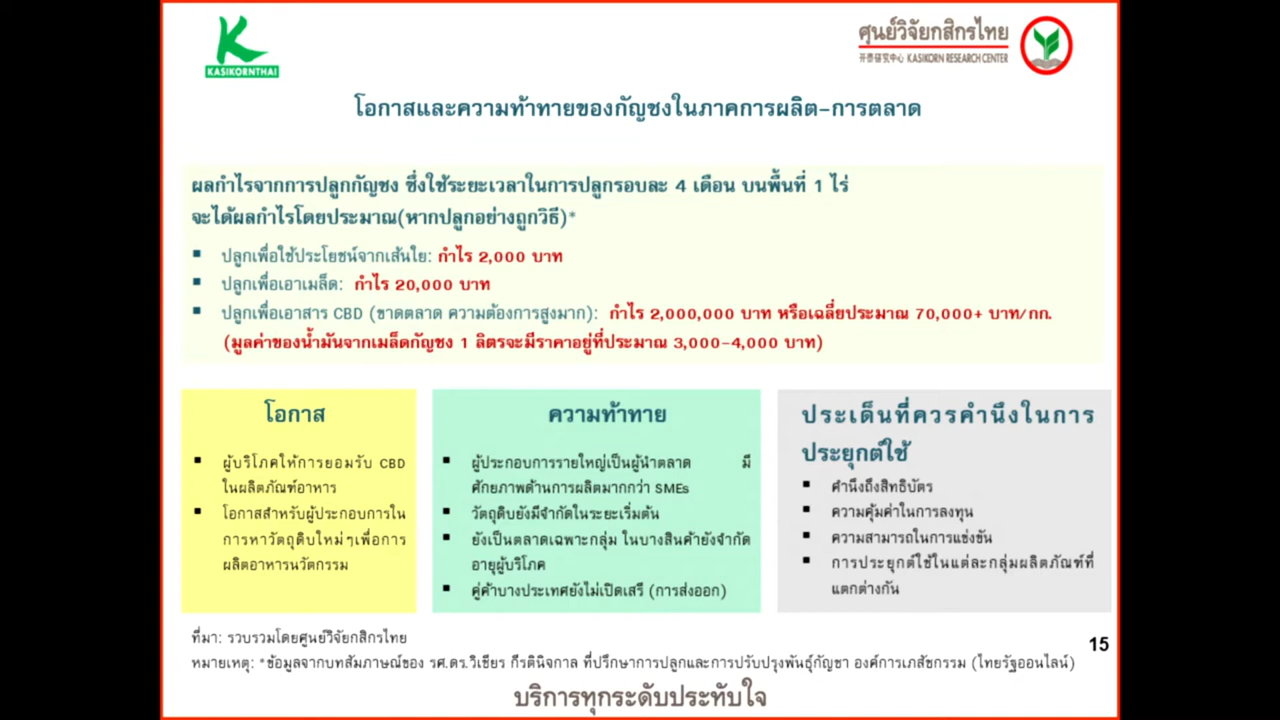 KASIKORNTHAI
ศูนย์วิจัยกสิกรไทย
开泰研究中心 KASIKORN RESEARCH CENTER
โอกาสและความท้าทายของกัญชงในภาคการผลิต-การตลาด
ผลกำไรจากการปลูกกัญชง ซึ่งใช้ระยะเวลาในการปลูกรอบละ 4 เดือน บนพื้นที่ 1 ไร่
จะได้ผลกำไรโดยประมาณ(หากปลูกอย่างถูกวิธี)*
▪ ปลูกเพื่อใช้ประโยชน์จากเส้นใย: กำไร 2,000 บาท
▪ ปลูกเพื่อเอาเมล็ด: กำไร 20,000 บาท
▪ ปลูกเพื่อเอาสาร CBD (ขาดตลาด ความต้องการสูงมาก): กำไร 2,000,000 บาท หรือเฉลี่ยประมาณ 70,000+ บาท/กก.
(มูลค่าของน้ำมันจากเมล็ดกัญชง 1 ลิตรจะมีราคาอยู่ที่ประมาณ 3,000-4,000 บาท)
โอกาส
▪ ผู้บริโภคให้การยอมรับ CBD
ในผลิตภัณฑ์อาหาร
▪ โอกาสสำหรับผู้ประกอบการใน
การหาวัตถุดิบใหม่ๆเพื่อการ
ผลิตอาหารนวัตกรรม
ความท้าทาย
▪ ผู้ประกอบการรายใหญ่เป็นผู้นำตลาด มี
ศักยภาพด้านการผลิตมากกว่า SMEs
▪ วัตถุดิบยังมีจำกัดในระยะเริ่มต้น
▪ ยังเป็นตลาดเฉพาะกลุ่ม ในบางสินค้ายังจำกัด
อายุผู้บริโภค
▪ คู่ค้าบางประเทศยังไม่เปิดเสรี (การส่งออก)
ประเด็นที่ควรคำนึงในการ
ประยุกต์ใช้
▪ คำนึงถึงสิทธิบัตร
▪ ความคุ้มค่าในการลงทุน
▪ ความสามารถในการแข่งขัน
▪ การประยุกต์ใช้ในแต่ละกลุ่มผลิตภัณฑ์ที่
แตกต่างกัน
ที่มา: รวบรวมโดยศูนย์วิจัยกสิกรไทย
15
หมายเหตุ: *ข้อมูลจากบทสัมภาษณ์ของ รศ.ดร.วิเชียร กีรตินิจกาล ที่ปรึกษาการปลูกและการปรับปรุงพันธุ์กัญชา องค์การเภสัชกรรม (ไทยรัฐออนไลน์)
บริการทุกระดับประทับใจ